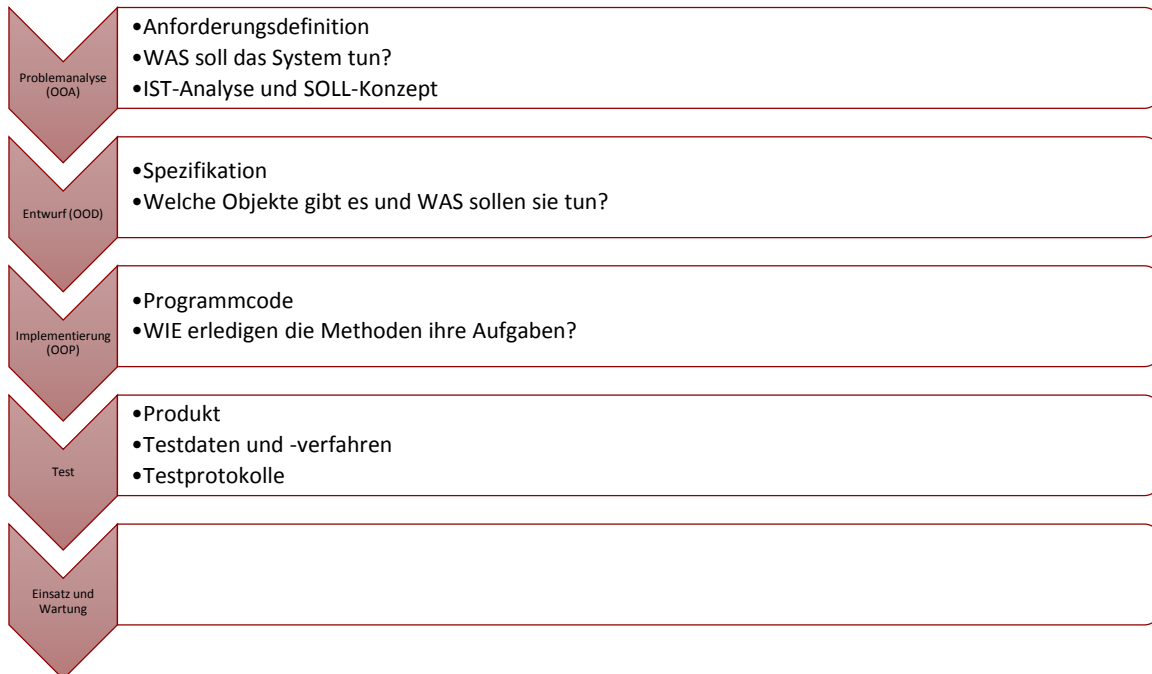 Problemanalyse
(OOA)
•Anforderungsdefinition
•WAS soll das System tun?
•IST-Analyse und SOLL-Konzept
Entwurf (OOD)
•Spezifikation
•Welche Objekte gibt es und WAS sollen sie tun?
Implementierung
(OOP)
•Programmcode
•WIE erledigen die Methoden ihre Aufgaben?
Test
•Produkt
•Testdaten und -verfahren
•Testprotokolle
Einsatz und
Wartung